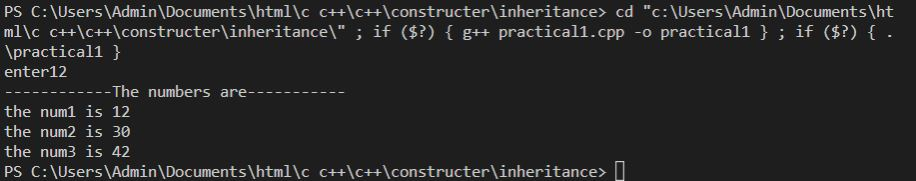 PS C:\Users\Admin\Documents\html\c c++\c++\constructer\inheritance> cd "c:\Users\Admin\Documents\ht
ml\c c++\c++\constructer\inheritance\" ; if ($?) { g++ practical1.cpp -o practical1 } ; if ($?) { .
\practical1 }
enter12
------------The numbers are-----------
the num1 is 12
the num2 is 30
the num3 is 42
PS C:\Users\Admin\Documents\html\c c++\c++\constructer\inheritance>